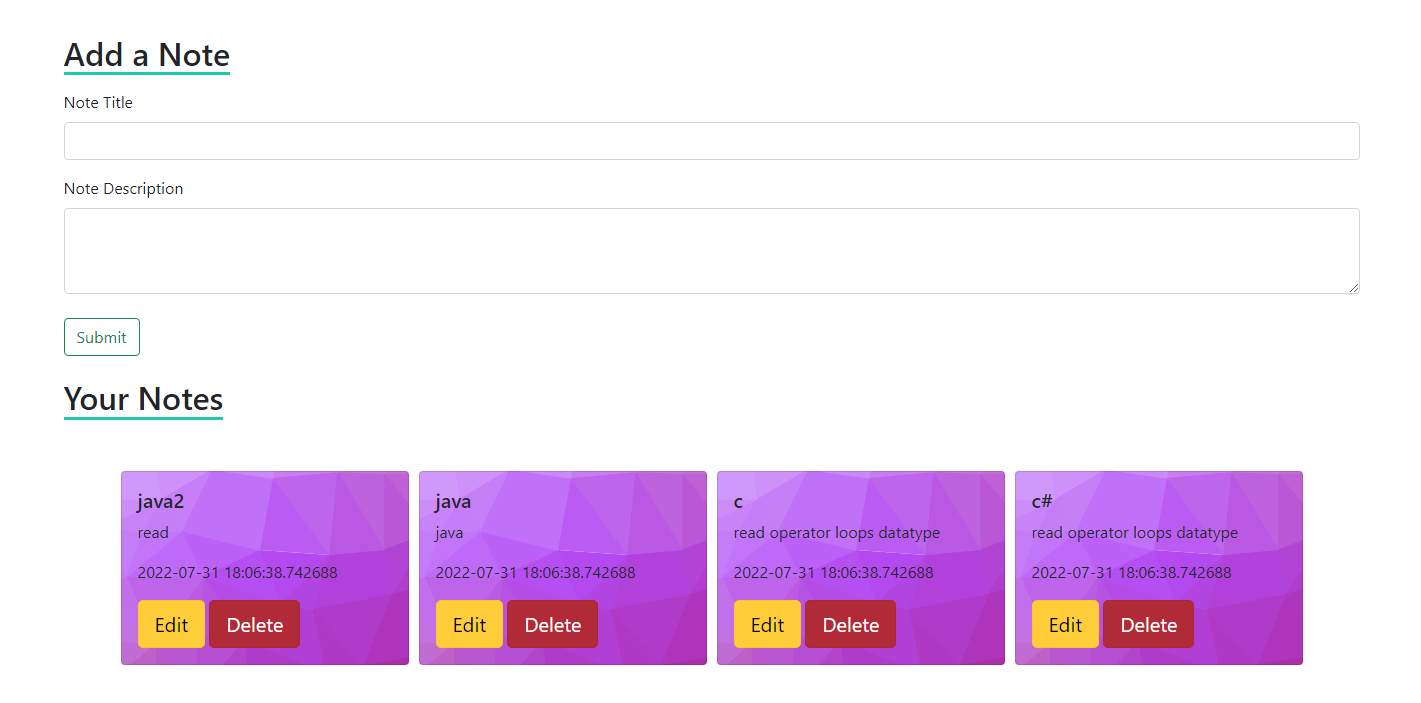 Add a Note
Note Title
Note Description
Submit
Your Notes
java2
read
2022-07-31 18:06:38.742688
Edit Delete
java
java
2022-07-31 18:06:38.742688
Edit Delete
c
read operator loops datatype
2022-07-31 18:06:38.742688
Edit Delete
c#
read operator loops datatype
2022-07-31 18:06:38.742688
Edit Delete